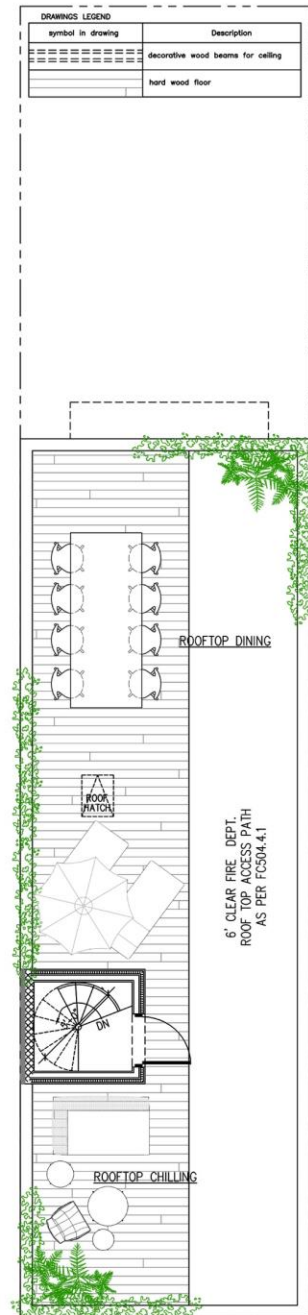 DRAWINGS LEGEND
symbol in drawing
Description
decorative wood beams for ceiling
hard wood floor
ROOFTOP DINING
ROOF
HATCH
6' CLEAR FIRE DEPT.
ROOF TOP ACCESS PATH
AS PER FC504.4.1
DN
ROOFTOP CHILLING